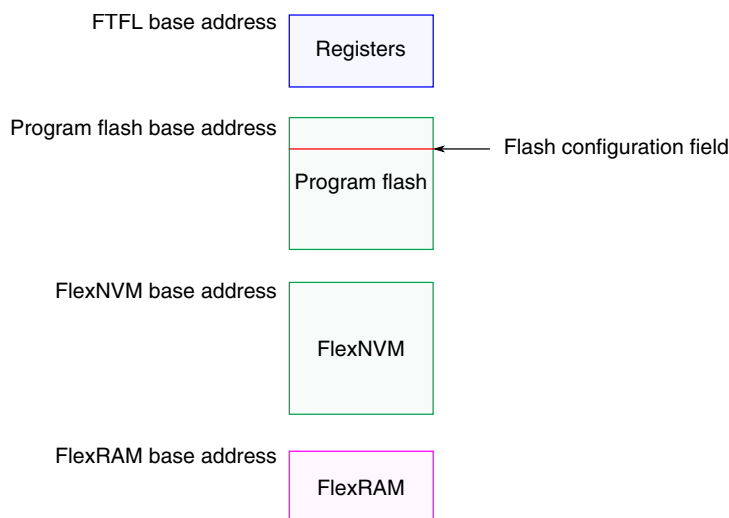 FTFL base address
Registers
Program flash base address
Flash configuration field
Program flash
FlexNVM base address
FlexNVM
FlexRAM base address
FlexRAM